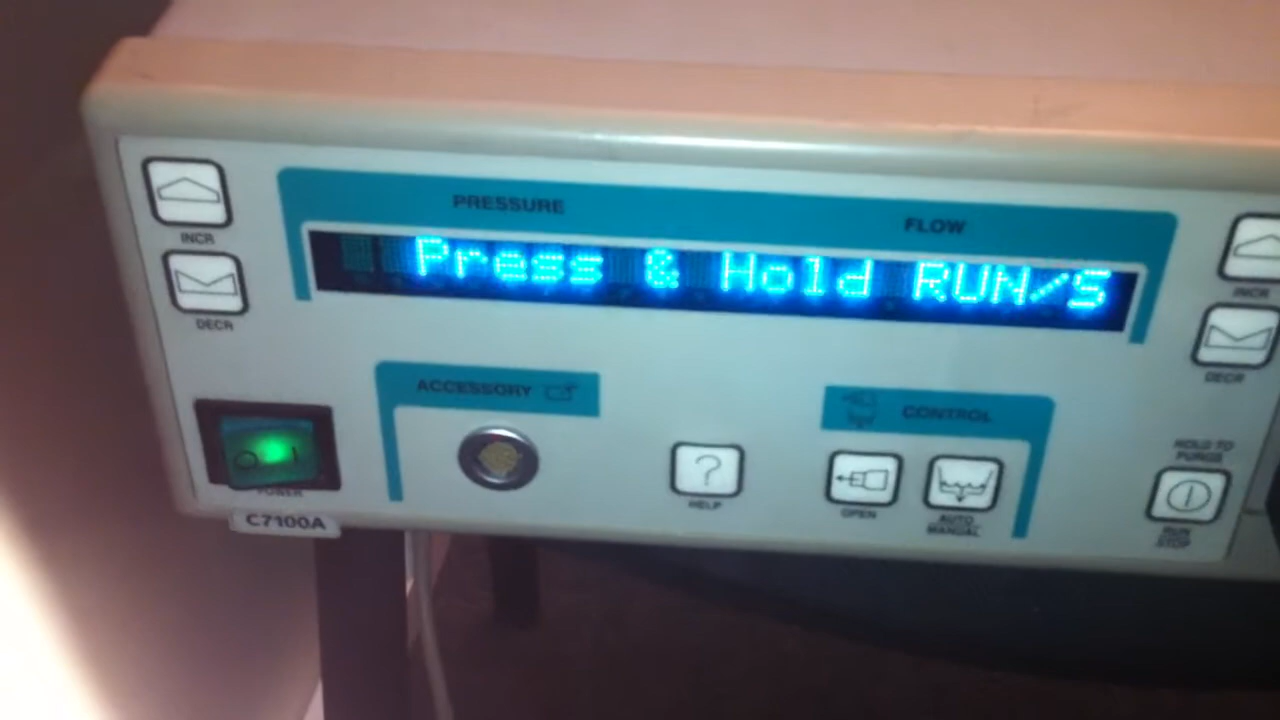 PRESSURE
FLOW
Press & Hold RUN/S
INCR
DECR
INCR
DECR
ACCESSORY
CONTROL
POWER
C7100A
HELP
OPEN
AUTO
MANUAL
HOLD TO
PURGE
RUN
STOP